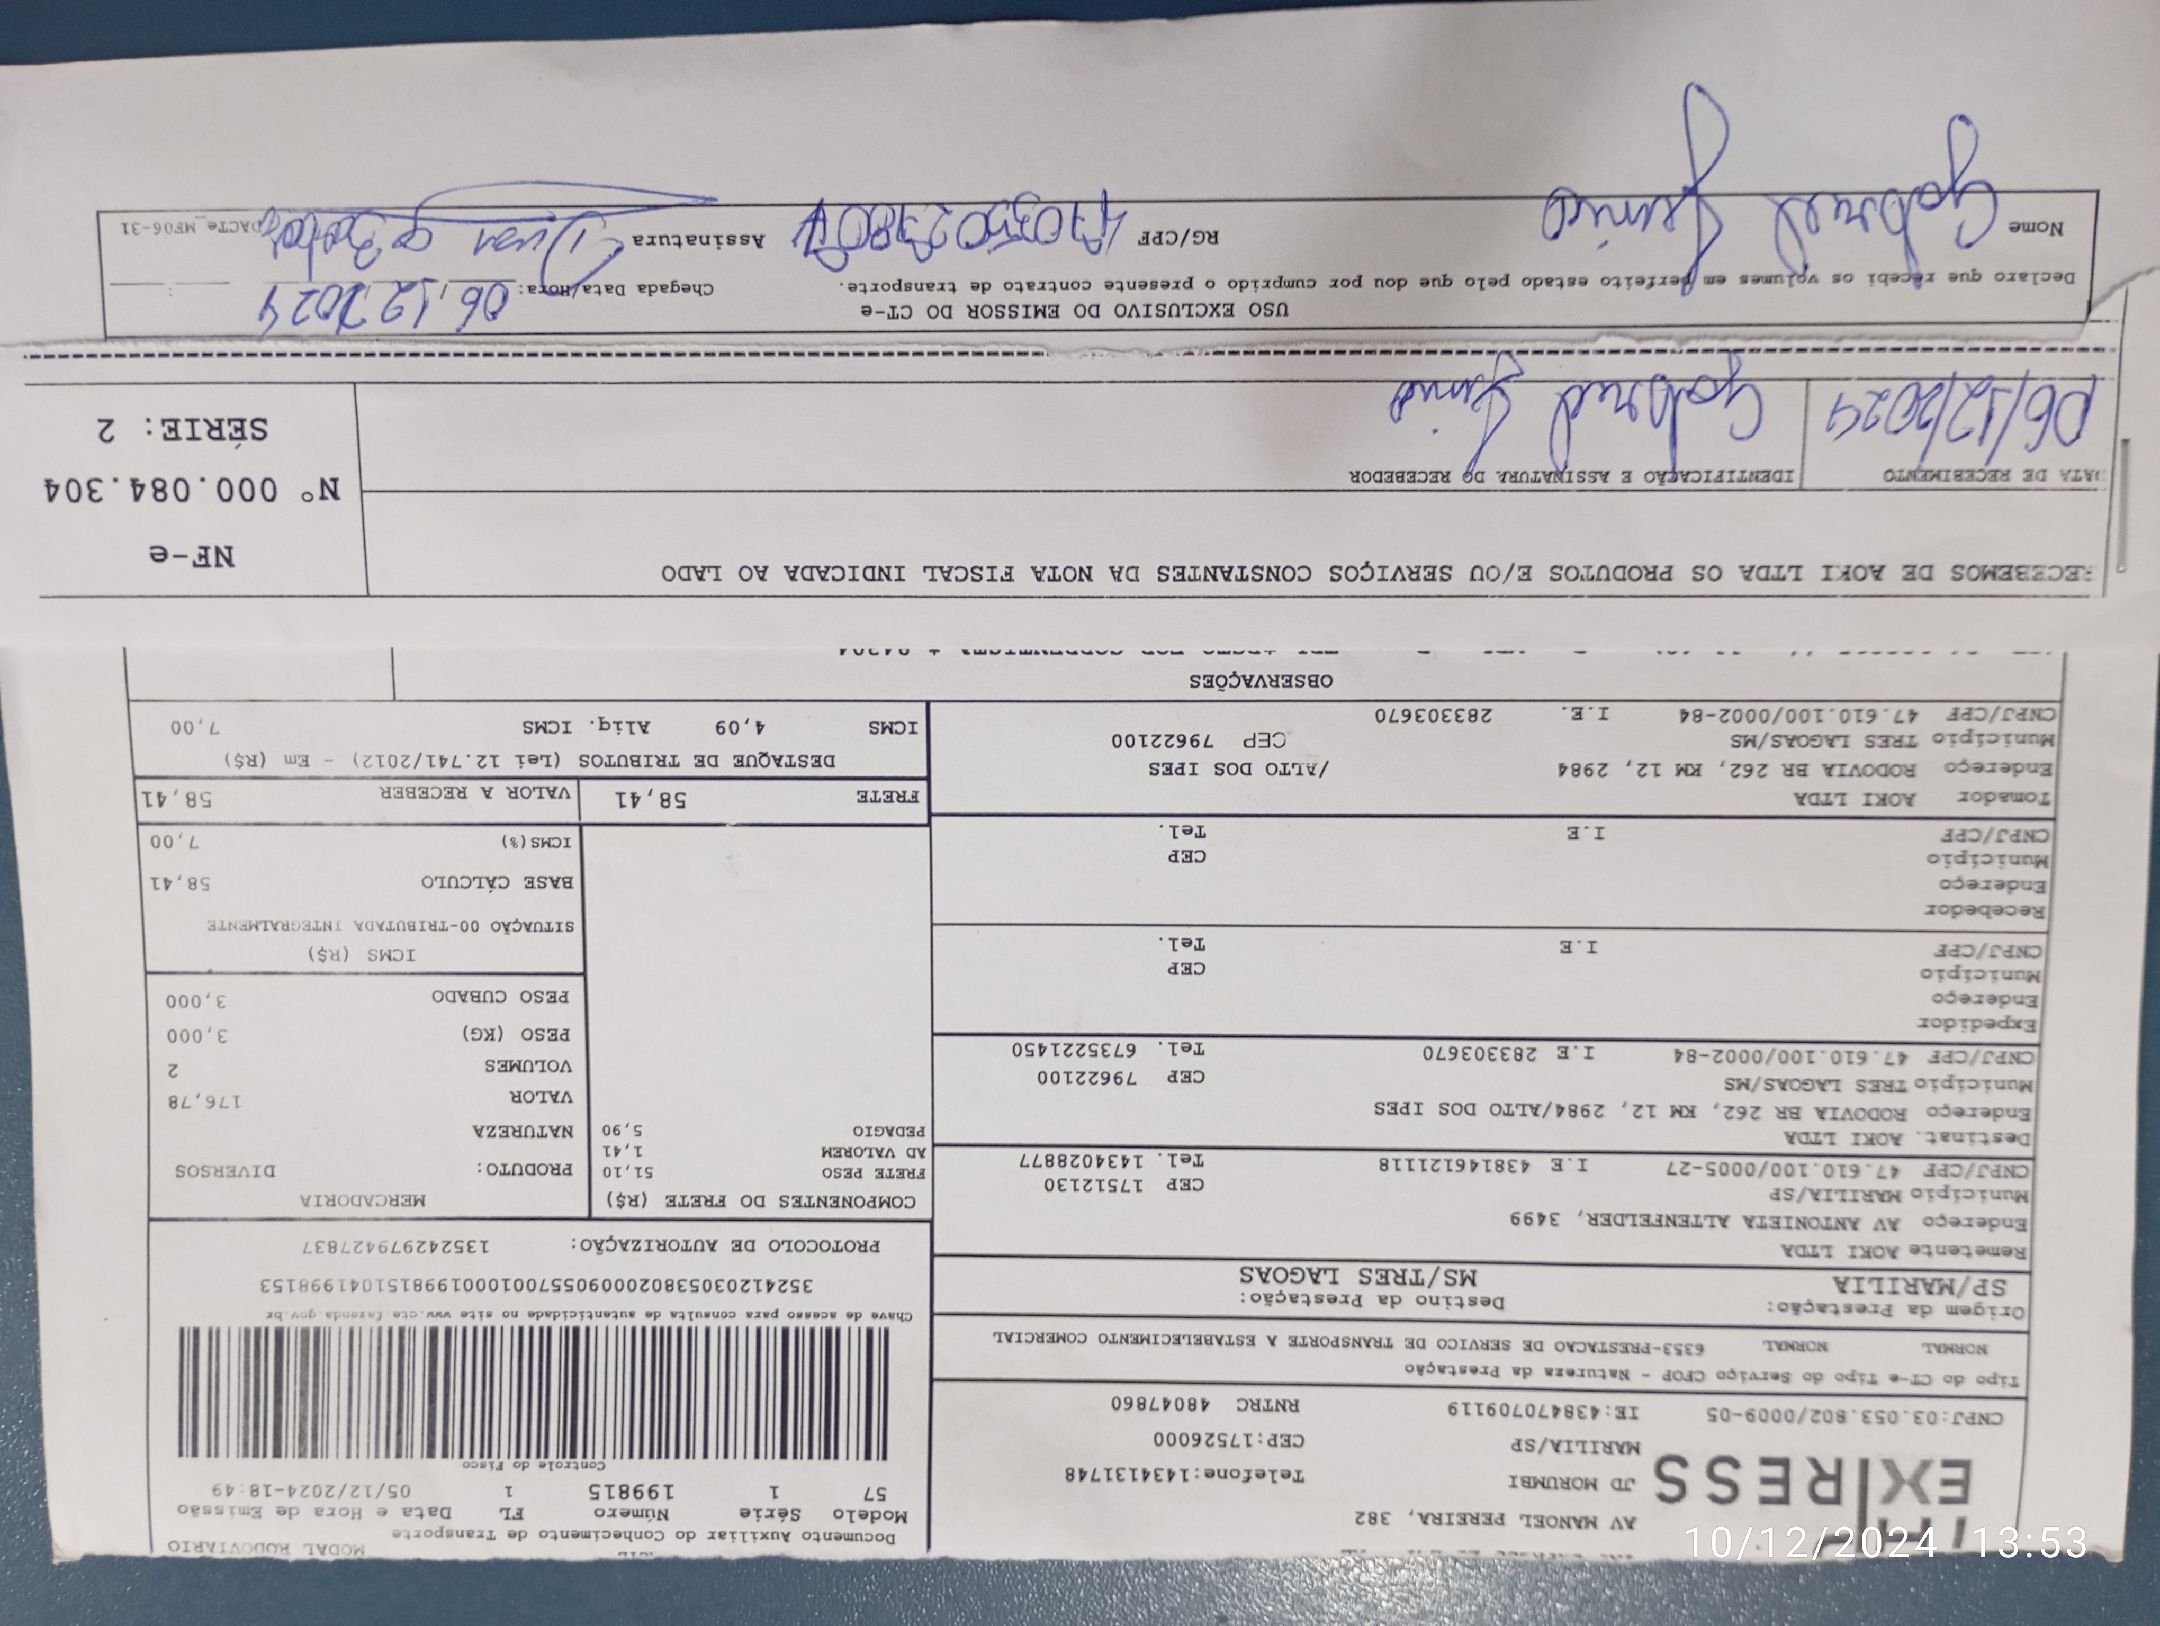 Documento Auxiliar do Conhecimento de Transporte
MODAL RODOVIÁRIO
EX RESS
AV MANOEL PEREIRA, 382
JD MORUMBI
Telefone:1434131748
MARILIA/SP
CEP:17526000
CNPJ:03.053.802/0009-05 IE:438470709119 RNTRC 48047860
Modelo Série Número FL Data e Hora de Emissão
57 1 199815 1 05/12/2024-18:49
Controle do Fisco
Chave de acesso para consulta de autenticidade no site www.cte.fazenda.gov.br
35241203053802000905570010001998151041998153
PROTOCOLO DE AUTORIZAÇÃO: 135242979427837
Tipo do CT-e Tipo do Serviço CFOP - Natureza da Prestação
NORMAL NORMAL 6353-PRESTACAO DE SERVICO DE TRANSPORTE A ESTABELECIMENTO COMERCIAL
Origem da Prestação: Destino da Prestação:
SP/MARILIA MS/TRES LAGOAS
Remetente AOKI LTDA
Endereço AV ANTONIETA ALTENFELDER, 3499
Município MARILIA/SP CEP 17512130
CNPJ/CPF 47.610.100/0005-27 I.E 438146121118 Tel. 1434028877
Destinat. AOKI LTDA
Endereço RODOVIA BR 262, KM 12, 2984/ALTO DOS IPES
Município TRES LAGOAS/MS CEP 79622100
CNPJ/CPF 47.610.100/0002-84 I.E 283303670 Tel. 6735221450
Expedidor
Endereço
Município CEP
CNPJ/CPF I.E Tel.
Recebedor
Endereço
Município CEP
CNPJ/CPF I.E Tel.
Tomador AOKI LTDA
Endereço RODOVIA BR 262, KM 12, 2984 /ALTO DOS IPES
Município TRES LAGOAS/MS CEP 79622100
CNPJ/CPF 47.610.100/0002-84 I.E. 283303670
COMPONENTES DO FRETE (R$)
FRETE PESO 51,10
AD VALOREM 1,41
PEDAGIO 5,90
MERCADORIA
PRODUTO: DIVERSOS
NATUREZA
VALOR 176,78
VOLUMES 2
PESO (KG) 3,000
PESO CUBADO 3,000
ICMS (R$)
SITUAÇÃO 00-TRIBUTADA INTEGRALMENTE
BASE CÁLCULO 58,41
ICMS(%) 7,00
FRETE 58,41 VALOR A RECEBER 58,41
DESTAQUE DE TRIBUTOS (Lei 12.741/2012) - Em (R$)
ICMS 4,09 Aliq. ICMS 7,00
OBSERVAÇÕES
RECEBEMOS DE AOKI LTDA OS PRODUTOS E/OU SERVIÇOS CONSTANTES DA NOTA FISCAL INDICADA AO LADO
NF-e
Nº 000.084.304
SÉRIE: 2
DATA DE RECEBIMENTO IDENTIFICAÇÃO E ASSINATURA DO RECEBEDOR
06/12/2024 Gabriel
USO EXCLUSIVO DO EMISSOR DO CT-e
Declaro que recebi os volumes em perfeito estado pelo que dou por cumprido o presente contrato de transporte. Chegada Data/Hora: 06.12.2024
Nome Gabriel RG/CPF Assinatura
DACTe_MF06-31
10/12/2024 13:53